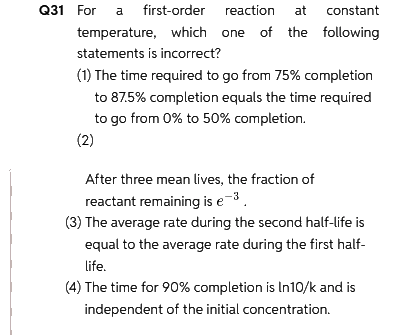 Q31 For a first-order reaction at constant
temperature, which one of the following
statements is incorrect?
(1) The time required to go from 75% completion
to 87.5% completion equals the time required
to go from 0% to 50% completion.
(2)
After three mean lives, the fraction of
reactant remaining is e⁻³ .
(3) The average rate during the second half-life is
equal to the average rate during the first half-
life.
(4) The time for 90% completion is ln10/k and is
independent of the initial concentration.